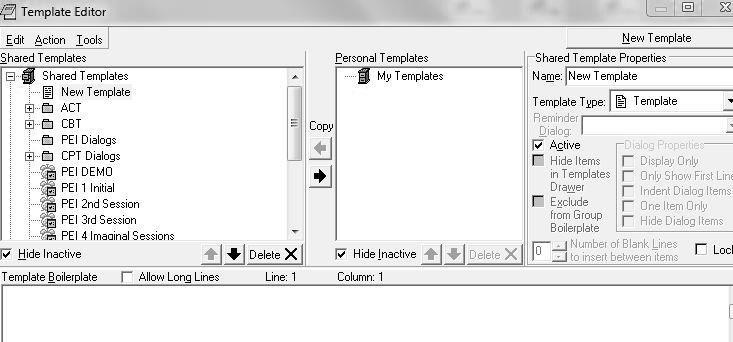 Template Editor
Edit Action Tools
New Template
Shared Templates
Shared Templates
New Template
ACT
CBT
PEI Dialogs
CPT Dialogs
PEI DEMO
PEI 1 Initial
PEI 2nd Session
PEI 3rd Session
PEI 4 Imaginal Sessions
Hide Inactive
Delete
Copy
Personal Templates
My Templates
Hide Inactive
Delete
Shared Template Properties
Name: New Template
Template Type: Template
Reminder
Dialog:
Active
Hide Items
in Templates
Drawer
Exclude
from Group
Boilerplate
Dialog Properties
Display Only
Only Show First Line
Indent Dialog Items
One Item Only
Hide Dialog Items
0 Number of Blank Lines
to insert between items
Lock
Template Boilerplate Allow Long Lines Line: 1 Column: 1